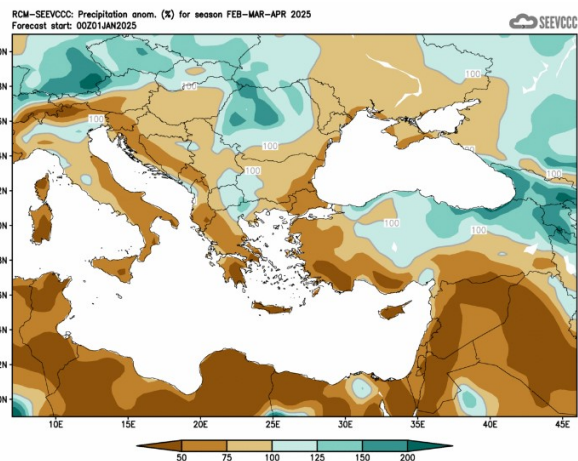 RCM-SEEVCCC: Precipitation anom. (%) for season FEB-MAR-APR 2025
Forecast start: 00Z01JAN2025
SEEVCCC
100
100
100
100
100
100
100
100
10E 15E 20E 25E 30E 35E 40E 45E
50 75 100 125 150 200